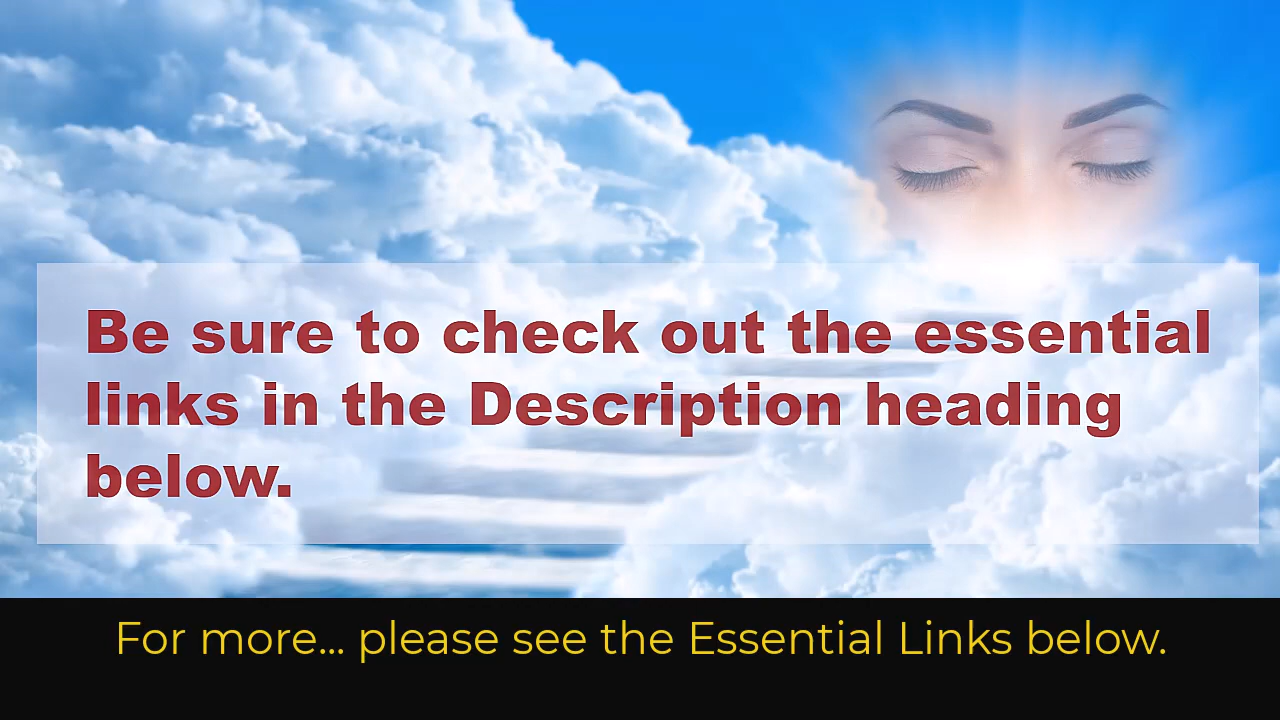 Be sure to check out the essential
links in the Description heading
below.
For more... please see the Essential Links below.